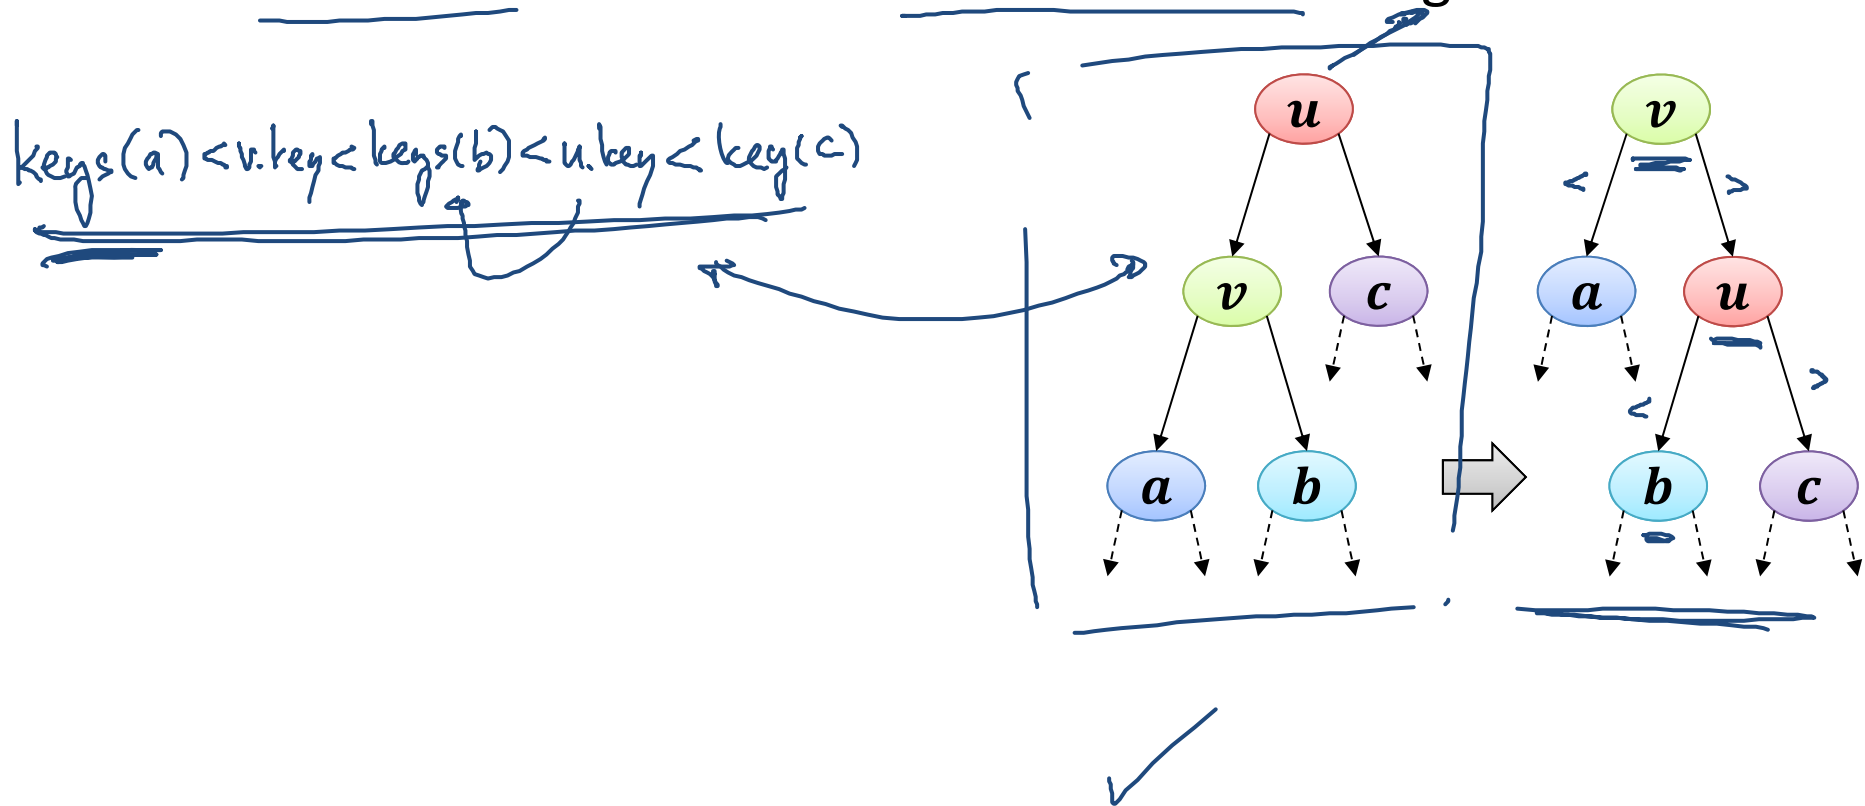 keys(a) < v.key < keys(b) < u.key < key(c)
u
v
< >
v
c
a
u
>
<
a
b
b
c